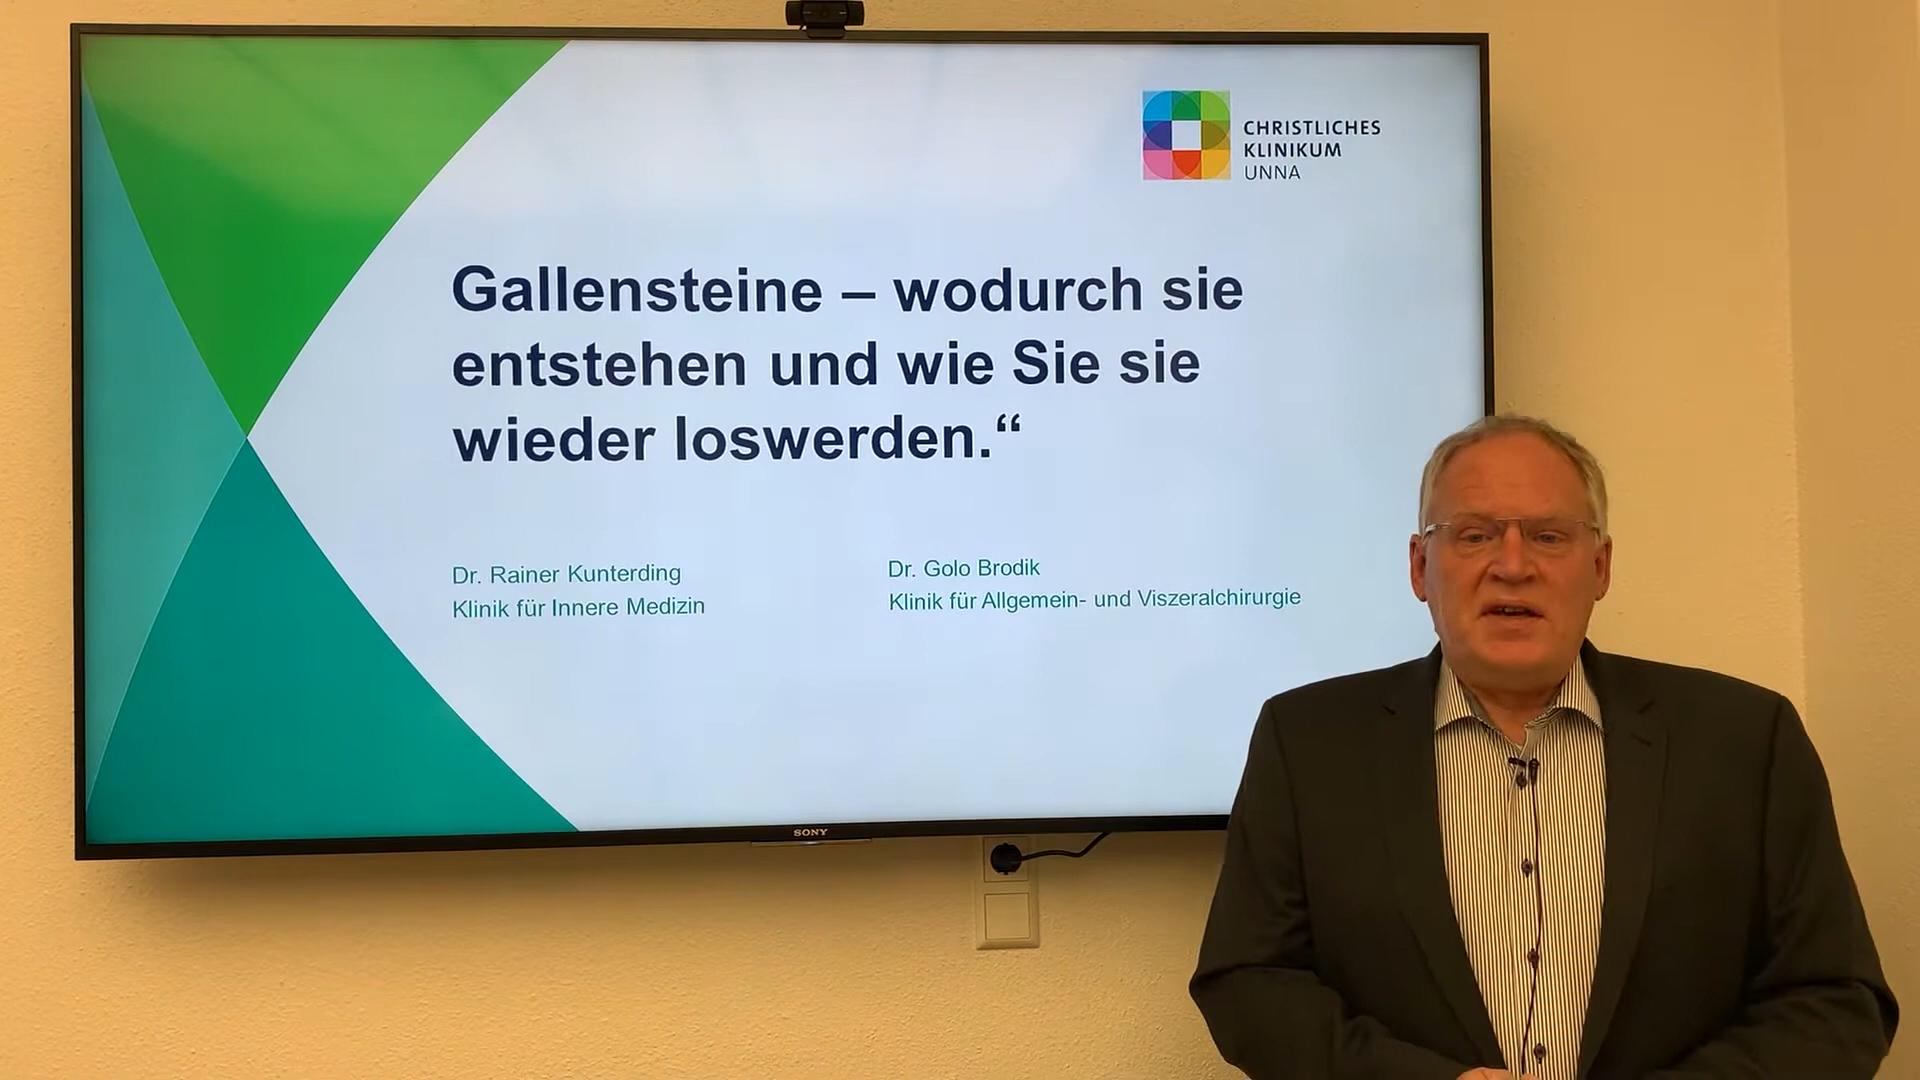 CHRISTLICHES
KLINIKUM
UNNA
Gallensteine – wodurch sie
entstehen und wie Sie sie
wieder loswerden.“
Dr. Rainer Kunterding
Klinik für Innere Medizin
Dr. Golo Brodik
Klinik für Allgemein- und Viszeralchirurgie
SONY